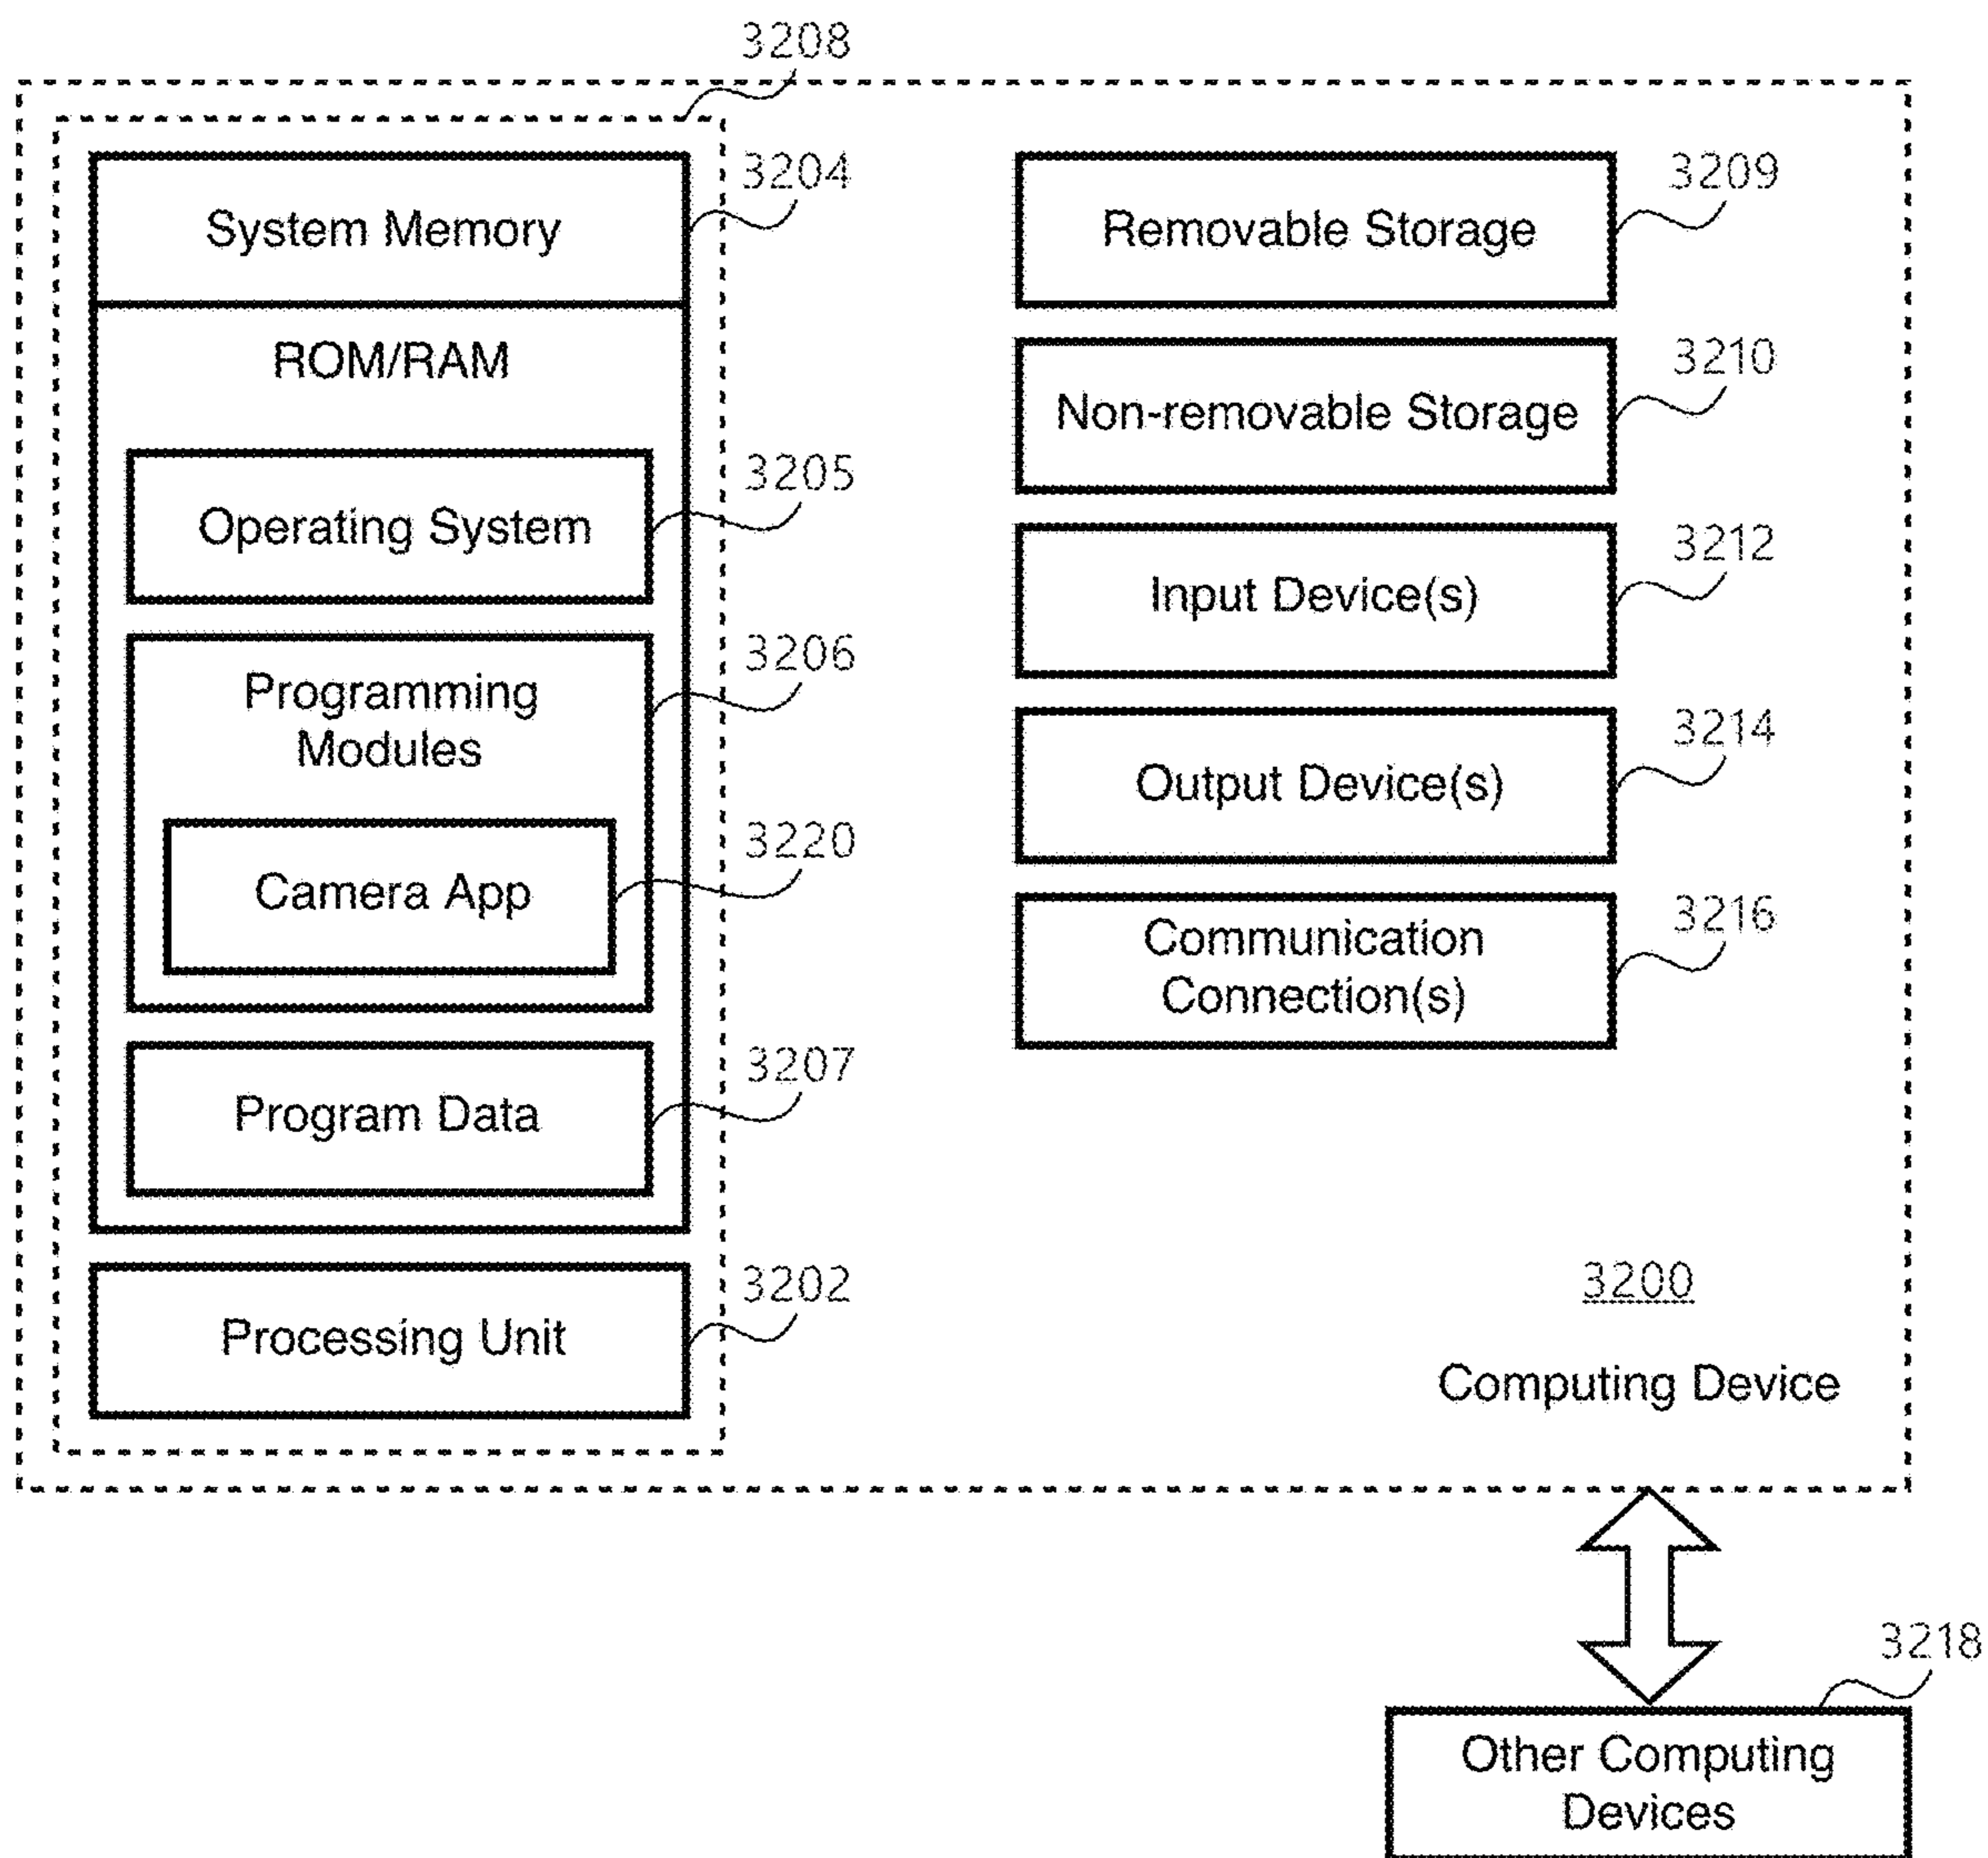 3208
System Memory
3204
ROM/RAM
Operating System
3205
Programming
Modules
3206
Camera App
3220
Program Data
3207
Processing Unit
3202
Removable Storage
3209
Non-removable Storage
3210
Input Device(s)
3212
Output Device(s)
3214
Communication
Connection(s)
3216
3200
Computing Device
3218
Other Computing
Devices